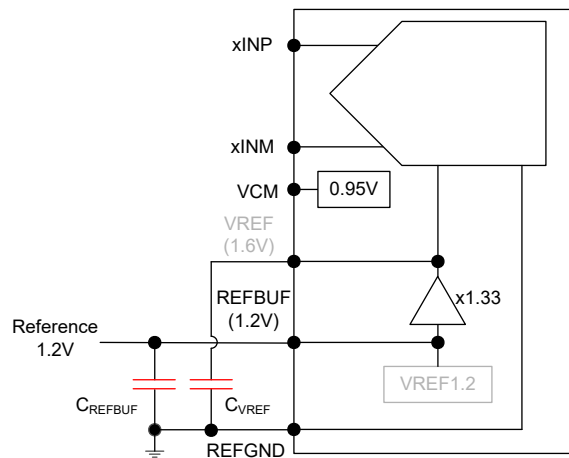 xINP
xINM
VCM
0.95V
VREF
(1.6V)
REFBUF
(1.2V)
x1.33
Reference
1.2V
VREF1.2
CREFBUF
CVREF
REFGND